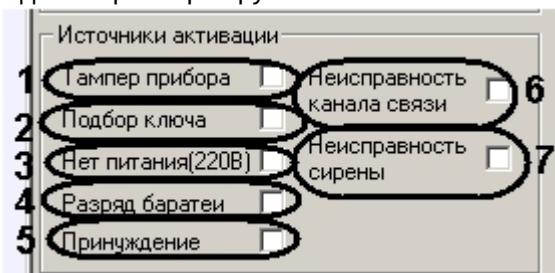 Источники активации
1 Тампер прибора
2 Подбор ключа
3 Нет питания(220В)
4 Разряд баратеи
5 Принуждение
Неисправность 6
канала связи
Неисправность 7
сирены